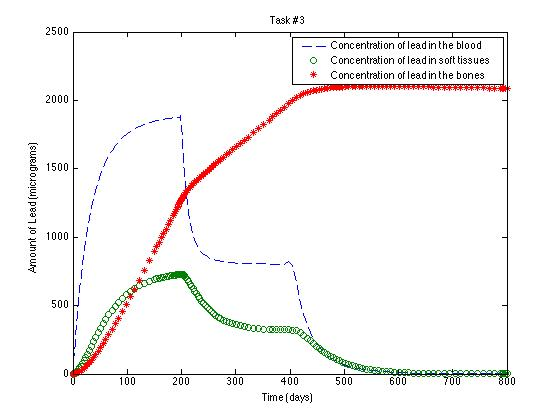 Task #3
2500
Concentration of lead in the blood
Concentration of lead in soft tissues
Concentration of lead in the bones
2000
1500
1000
500
0
Amount of Lead (micrograms)
0 100 200 300 400 500 600 700 800
Time (days)